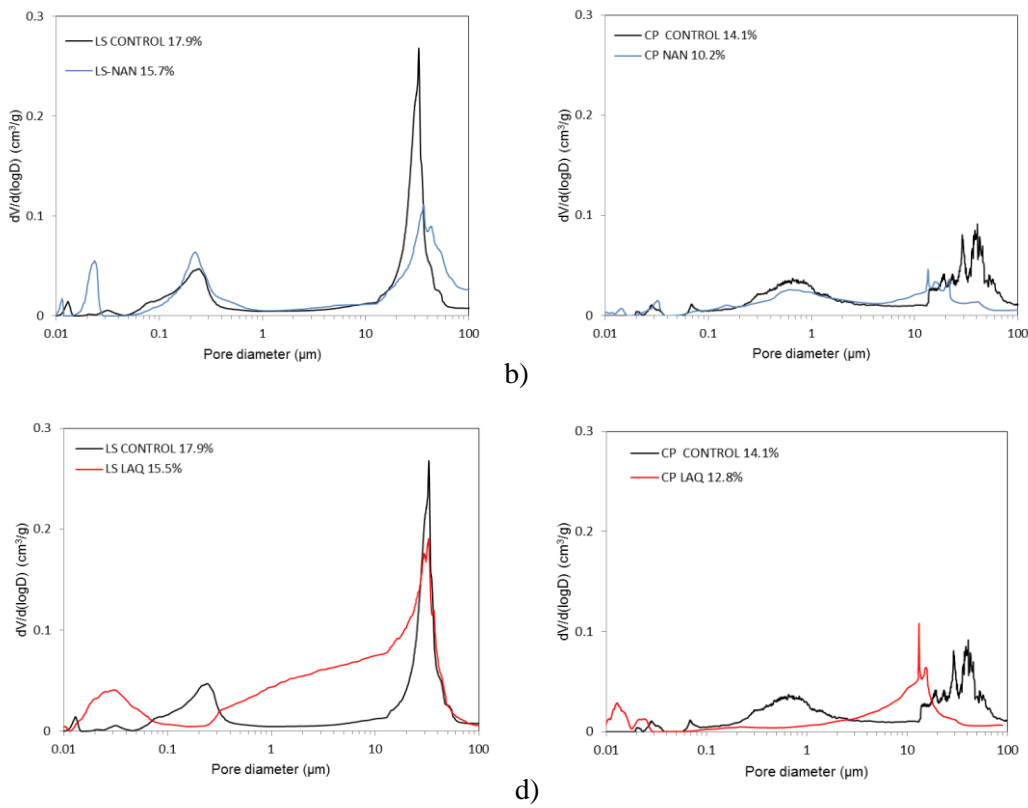 0.3
0.2
0.1
0
dV/d(logD) (cm³/g)
LS CONTROL 17.9%
LS-NAN 15.7%
0.01 0.1 1 10 100
Pore diameter (µm)
0.3
0.2
0.1
0
dV/d(logD) (cm³/g)
CP CONTROL 14.1%
CP NAN 10.2%
0.01 0.1 1 10 100
Pore diameter (µm)
b)
0.3
0.2
0.1
0
dV/d(logD) (cm³/g)
LS CONTROL 17.9%
LS LAQ 15.5%
0.01 0.1 1 10 100
Pore diameter (µm)
0.3
0.2
0.1
0
dV/d(logD) (cm³/g)
CP CONTROL 14.1%
CP LAQ 12.8%
0.01 0.1 1 10 100
Pore diameter (µm)
d)